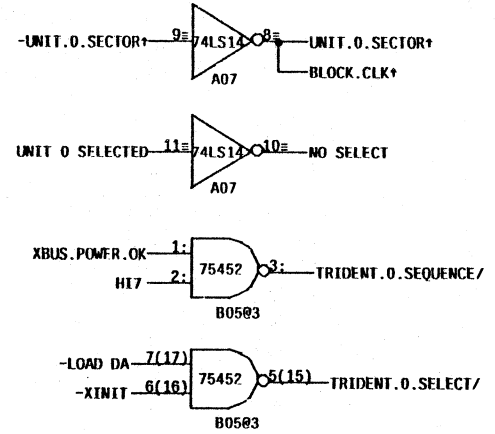 -UNIT.0.SECTOR↑ 9≡ 74LS14 8≡ UNIT.0.SECTOR↑
BLOCK.CLK↑
A07
UNIT 0 SELECTED 11≡ 74LS14 10≡ NO SELECT
A07
XBUS.POWER.OK 1:
75452 3: TRIDENT.0.SEQUENCE/
HI7 2:
B05@3
-LOAD DA 7(17)
75452 5(15) TRIDENT.0.SELECT/
-XINIT 6(16)
B05@3